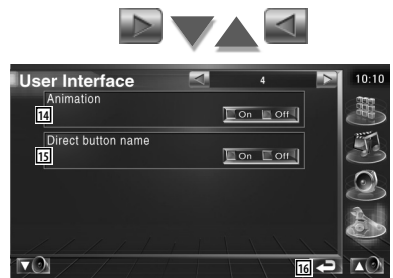 User Interface 4 10:10
Animation
14 On Off
Direct button name
15 On Off
16